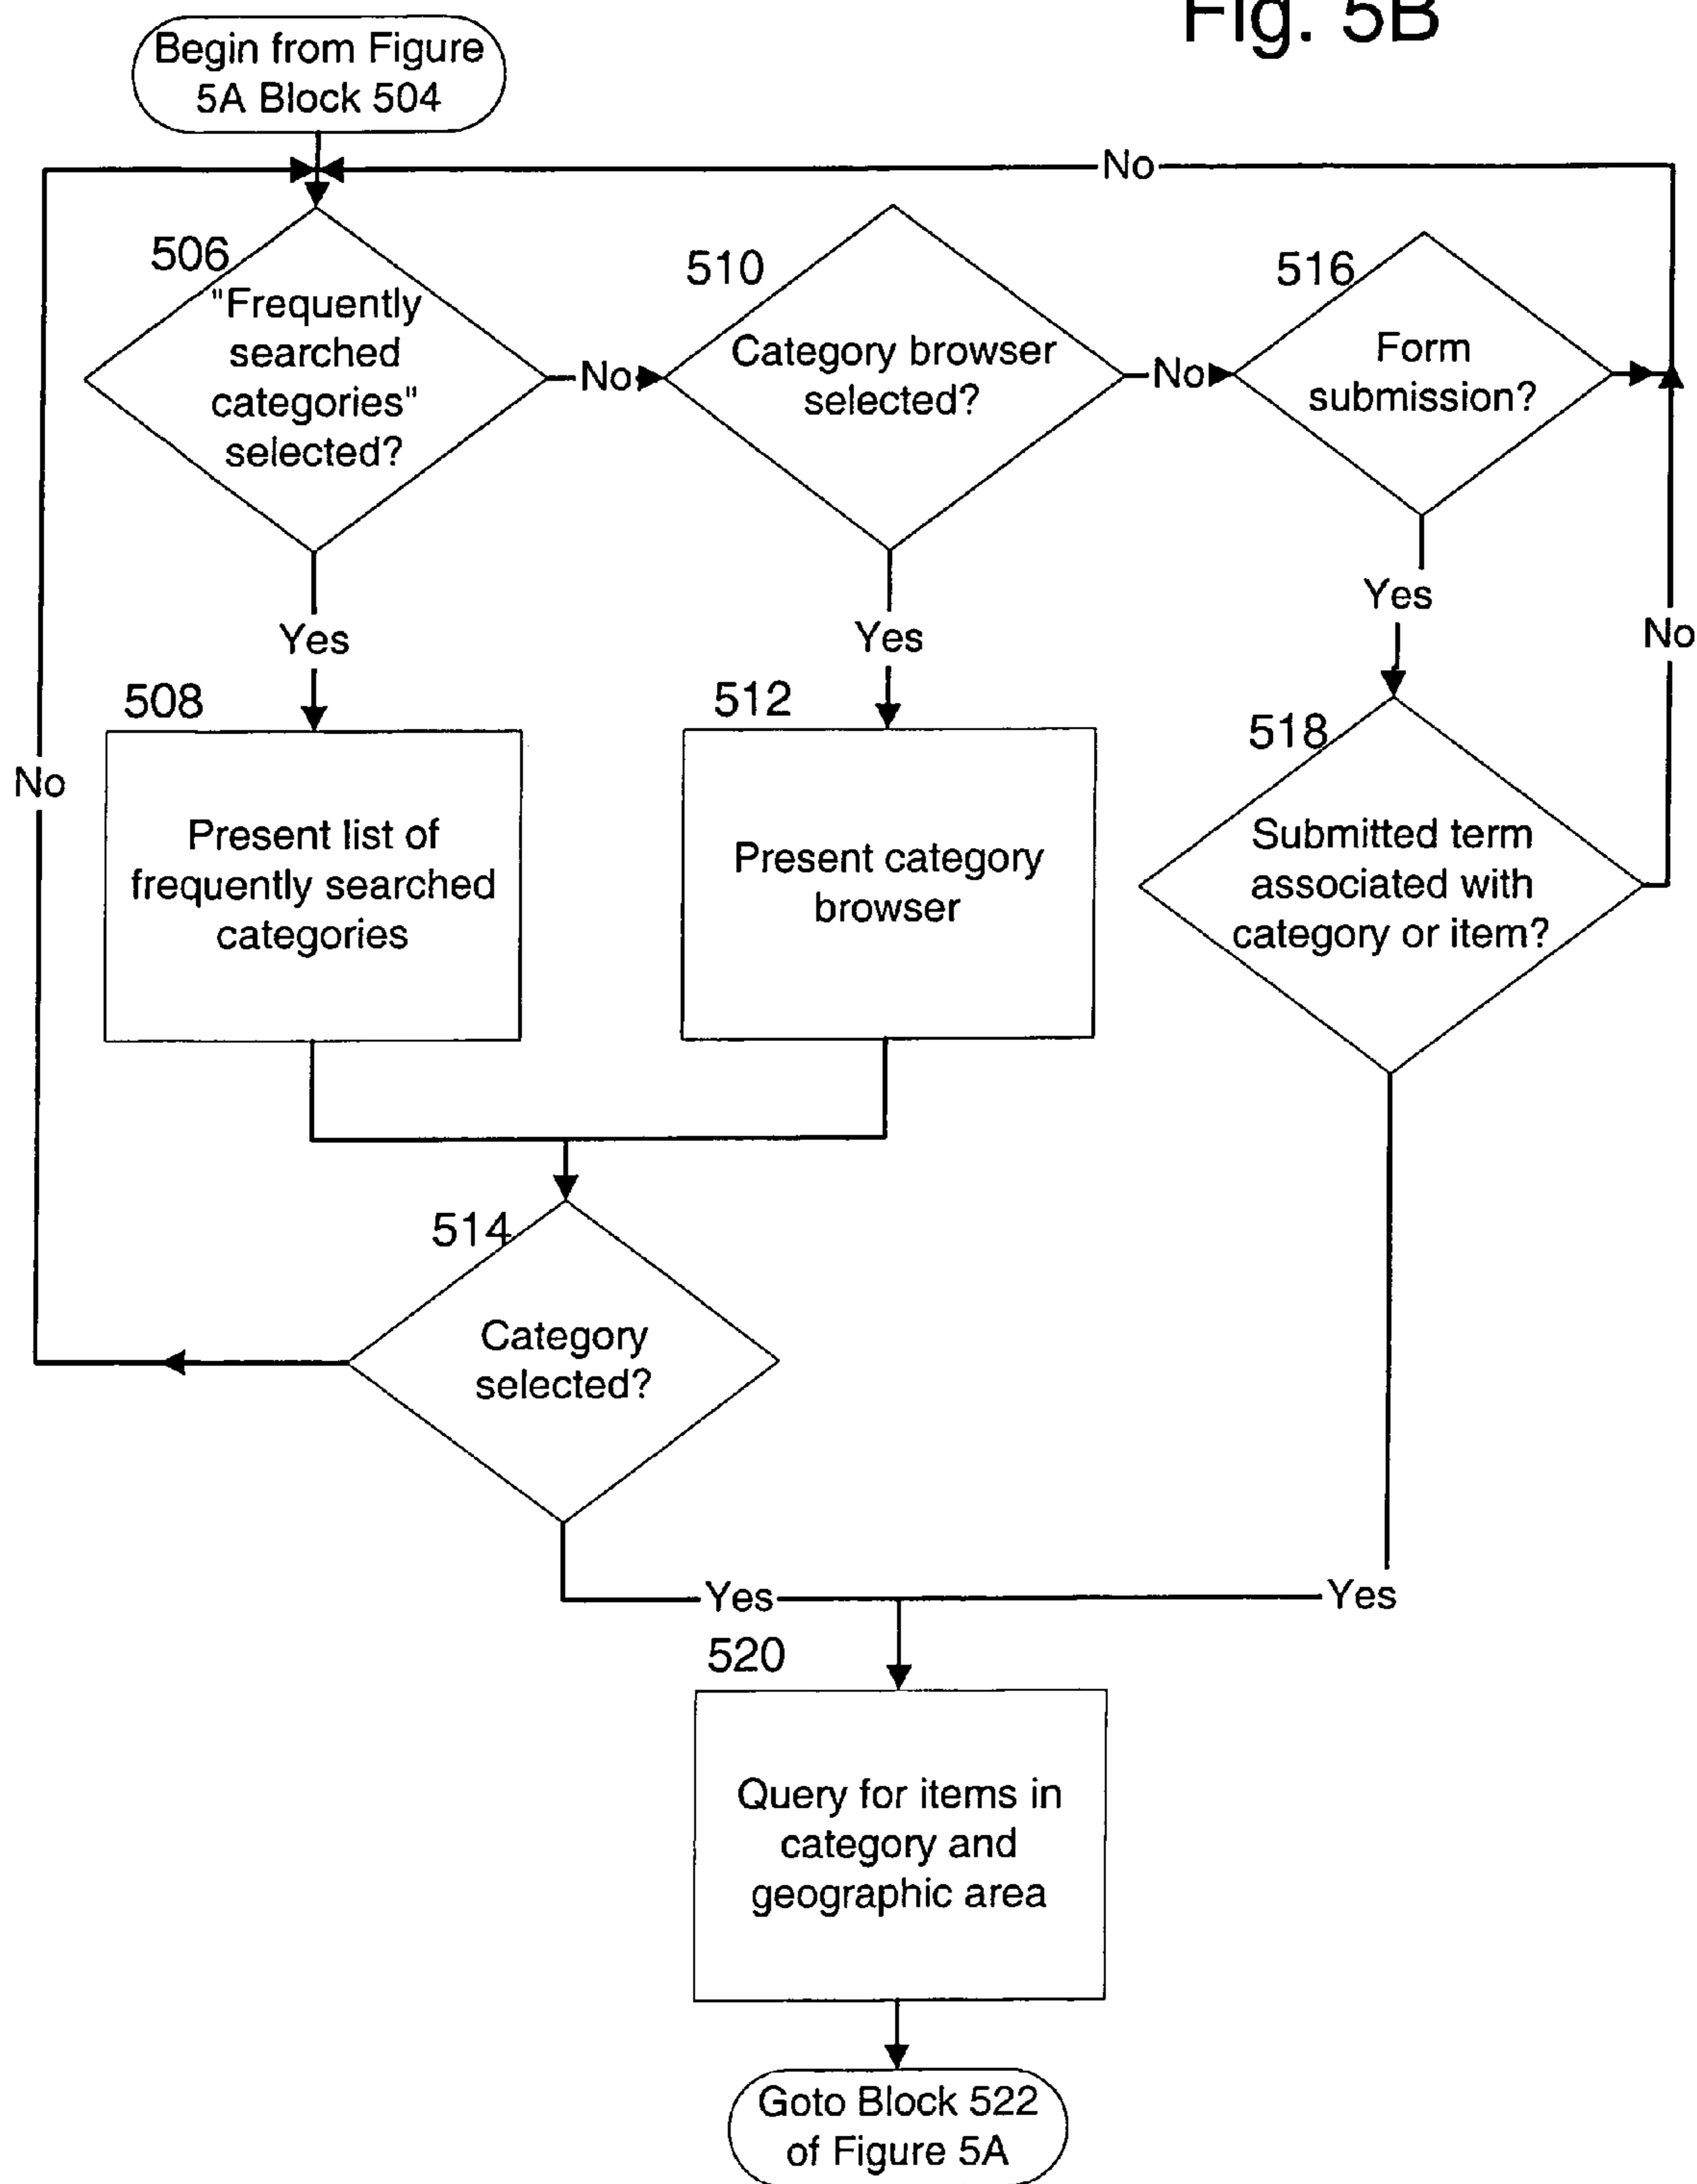 Fig. 5B
Begin from Figure
5A Block 504
No
506
"Frequently
searched
categories"
selected?
No
510
Category browser
selected?
No
516
Form
submission?
Yes
Yes
Yes
No
508
Present list of
frequently searched
categories
512
Present category
browser
518
Submitted term
associated with
category or item?
No
514
Category
selected?
Yes
Yes
520
Query for items in
category and
geographic area
Goto Block 522
of Figure 5A